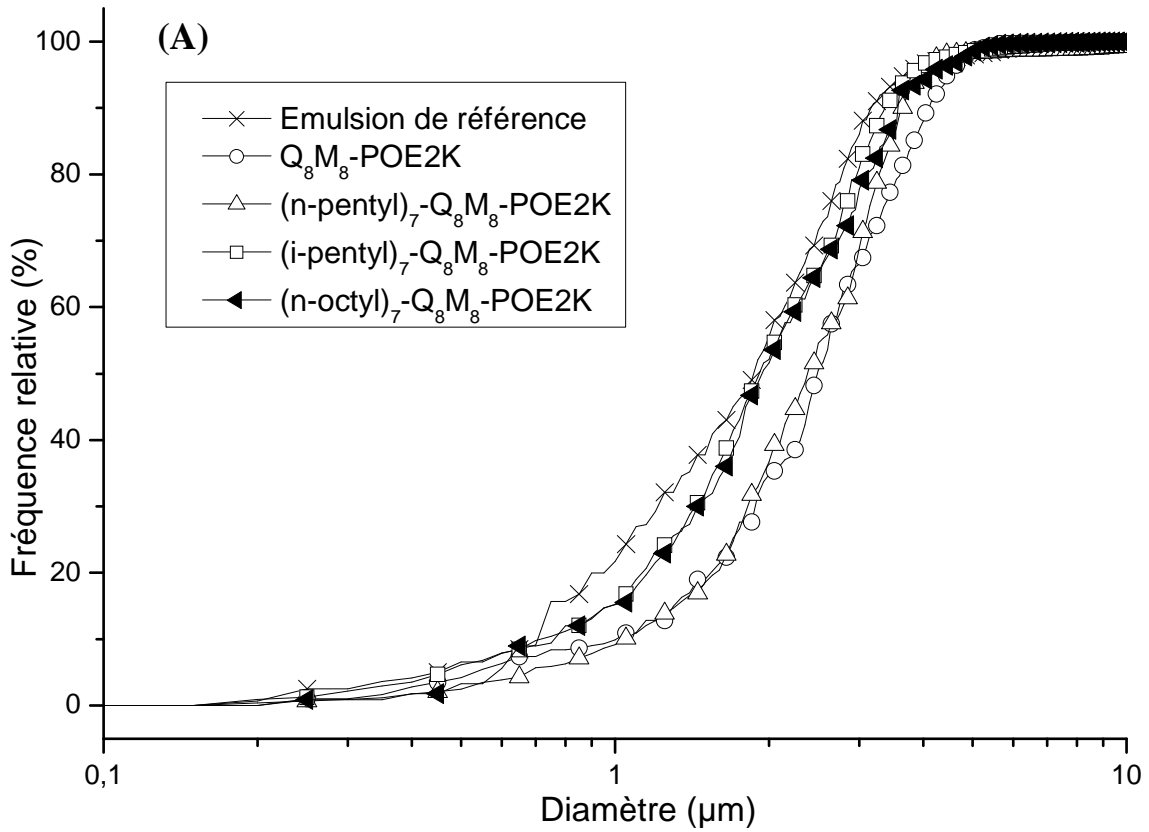 (A)
100
80
60
40
20
0
Fréquence relative (%)
Emulsion de référence
Q₈M₈-POE2K
(n-pentyl)₇-Q₈M₈-POE2K
(i-pentyl)₇-Q₈M₈-POE2K
(n-octyl)₇-Q₈M₈-POE2K
0,1
1
10
Diamètre (µm)